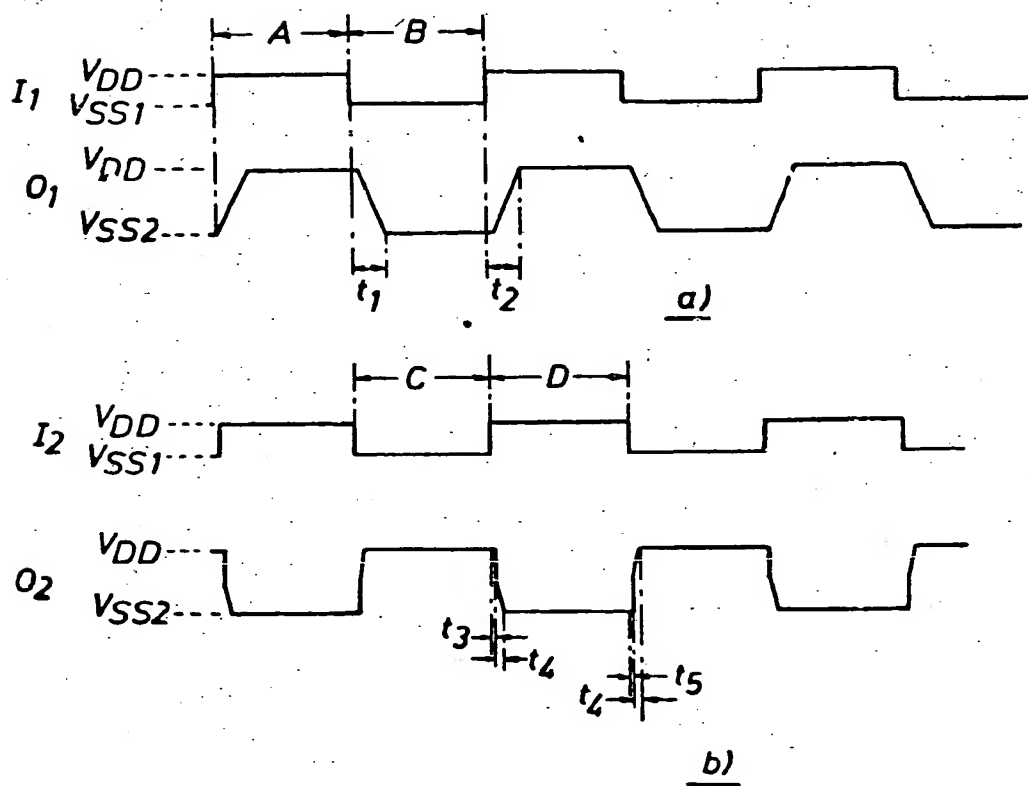 A B
I1 VDD
VSS1
O1 VDD
VSS2
t1 t2
a)
C D
I2 VDD
VSS1
O2 VDD
VSS2
t3 t4
t4 t5
b)